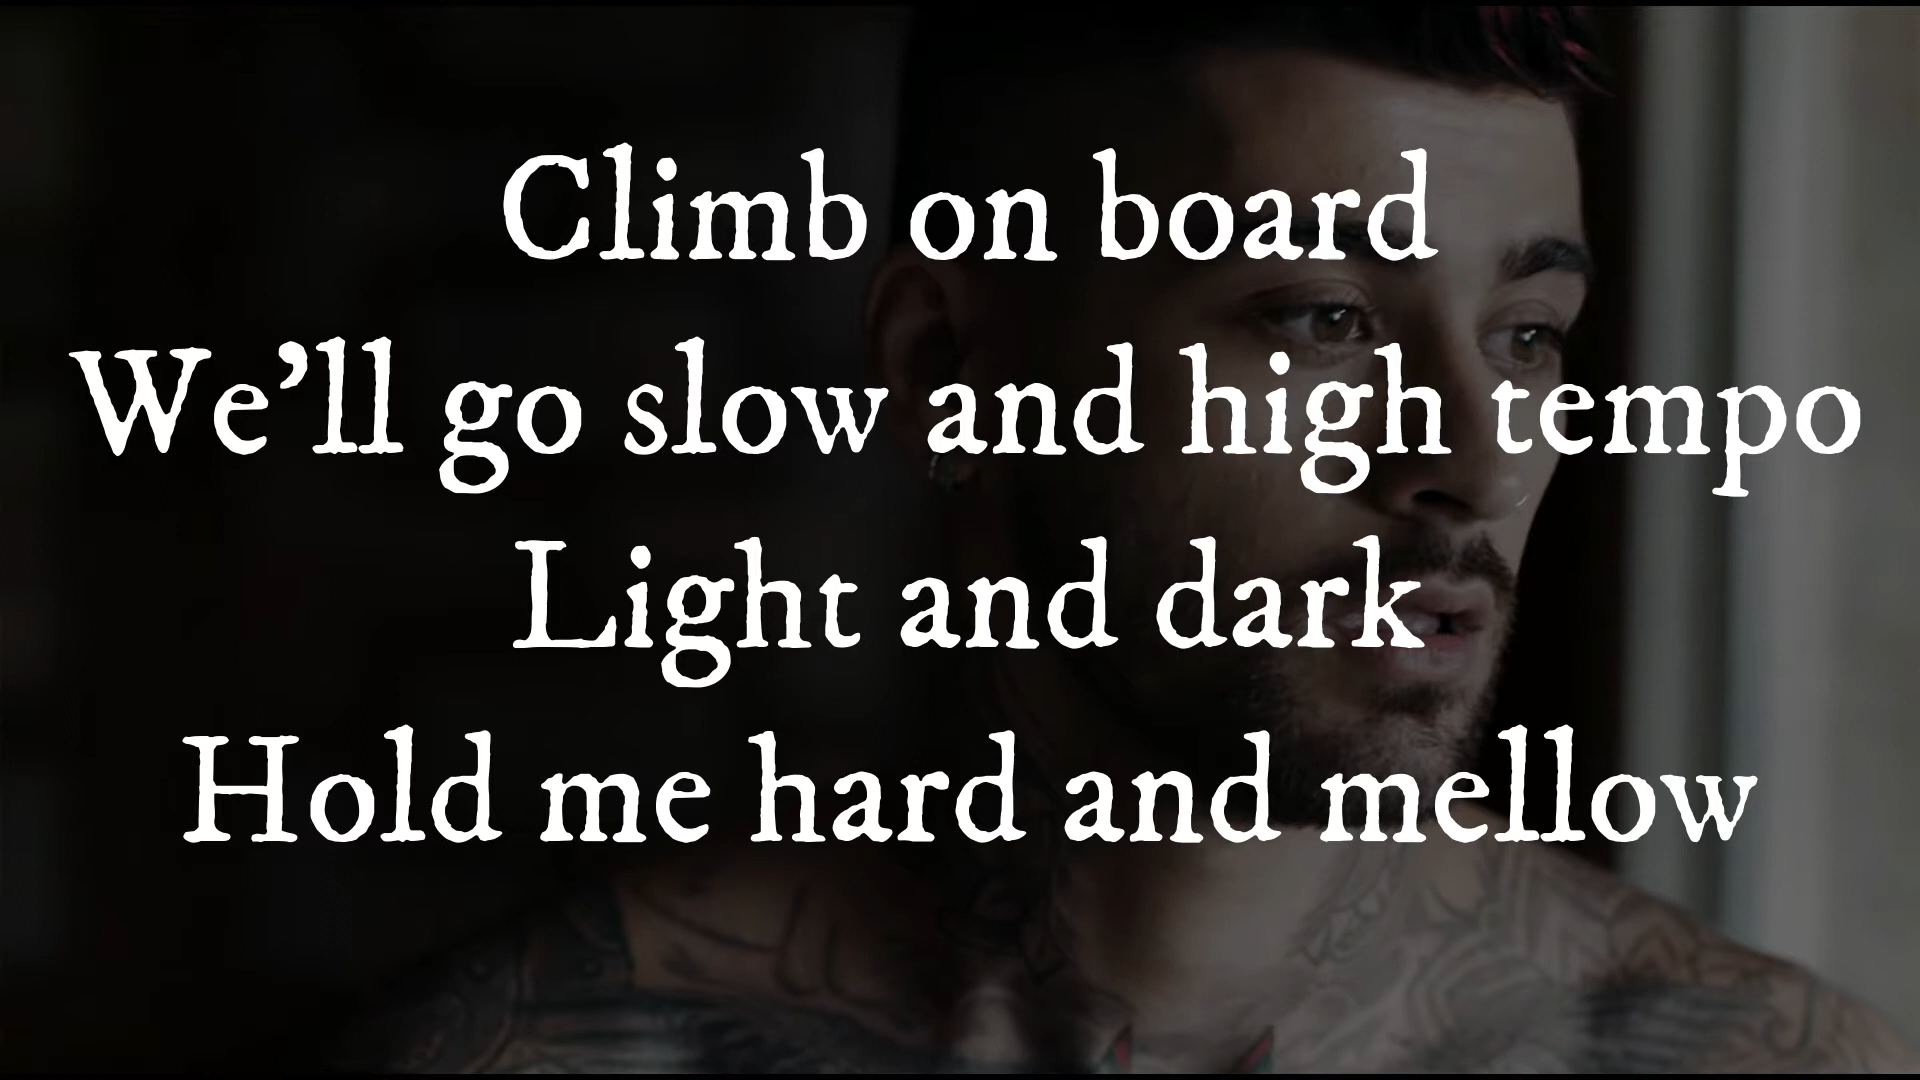 Climb on board
We’ll go slow and high tempo
Light and dark
Hold me hard and mellow